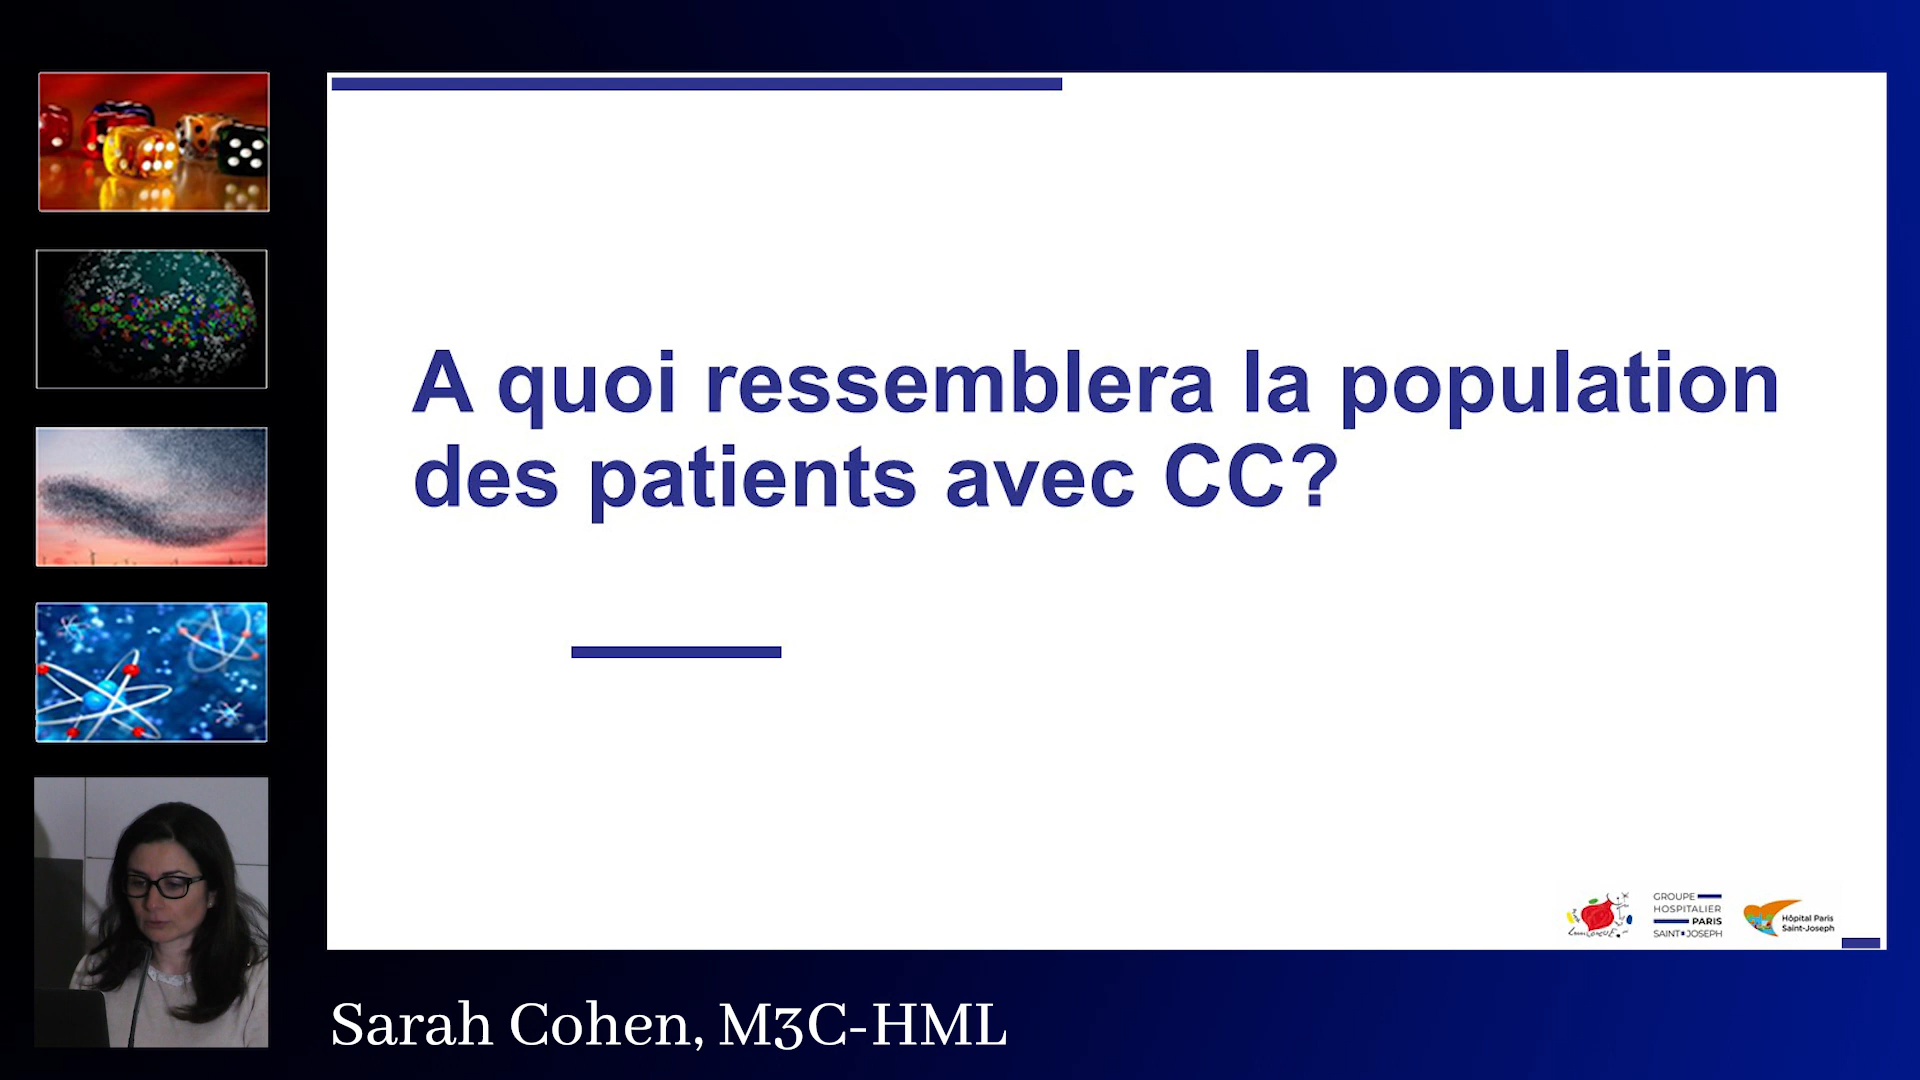 A quoi ressemblera la population
des patients avec CC?
GROUPE
HOSPITALIER
PARIS
SAINT-JOSEPH
Hôpital Paris
Saint-Joseph
Sarah Cohen, M3C-HML